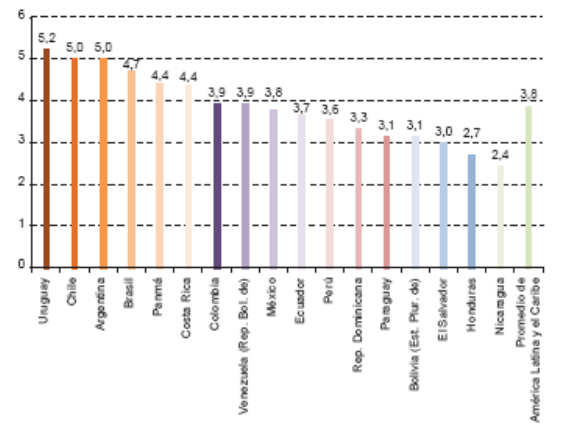 6
5
4
3
2
1
0
5,2
5,0
5,0
4,7
4,4
4,4
3,9
3,9
3,8
3,7
3,6
3,3
3,1
3,1
3,0
2,7
2,4
3,8
Uruguay
Chile
Argentina
Brasil
Panmá
Costa Rica
Colombia
Venezuela (Rep. Bol. de)
México
Ecuador
Perú
Rep. Dominicana
Paraguay
Bolivia (Est. Plur. de)
El Salvador
Honduras
Nicaragua
Promedio de
América Latina y el Caribe